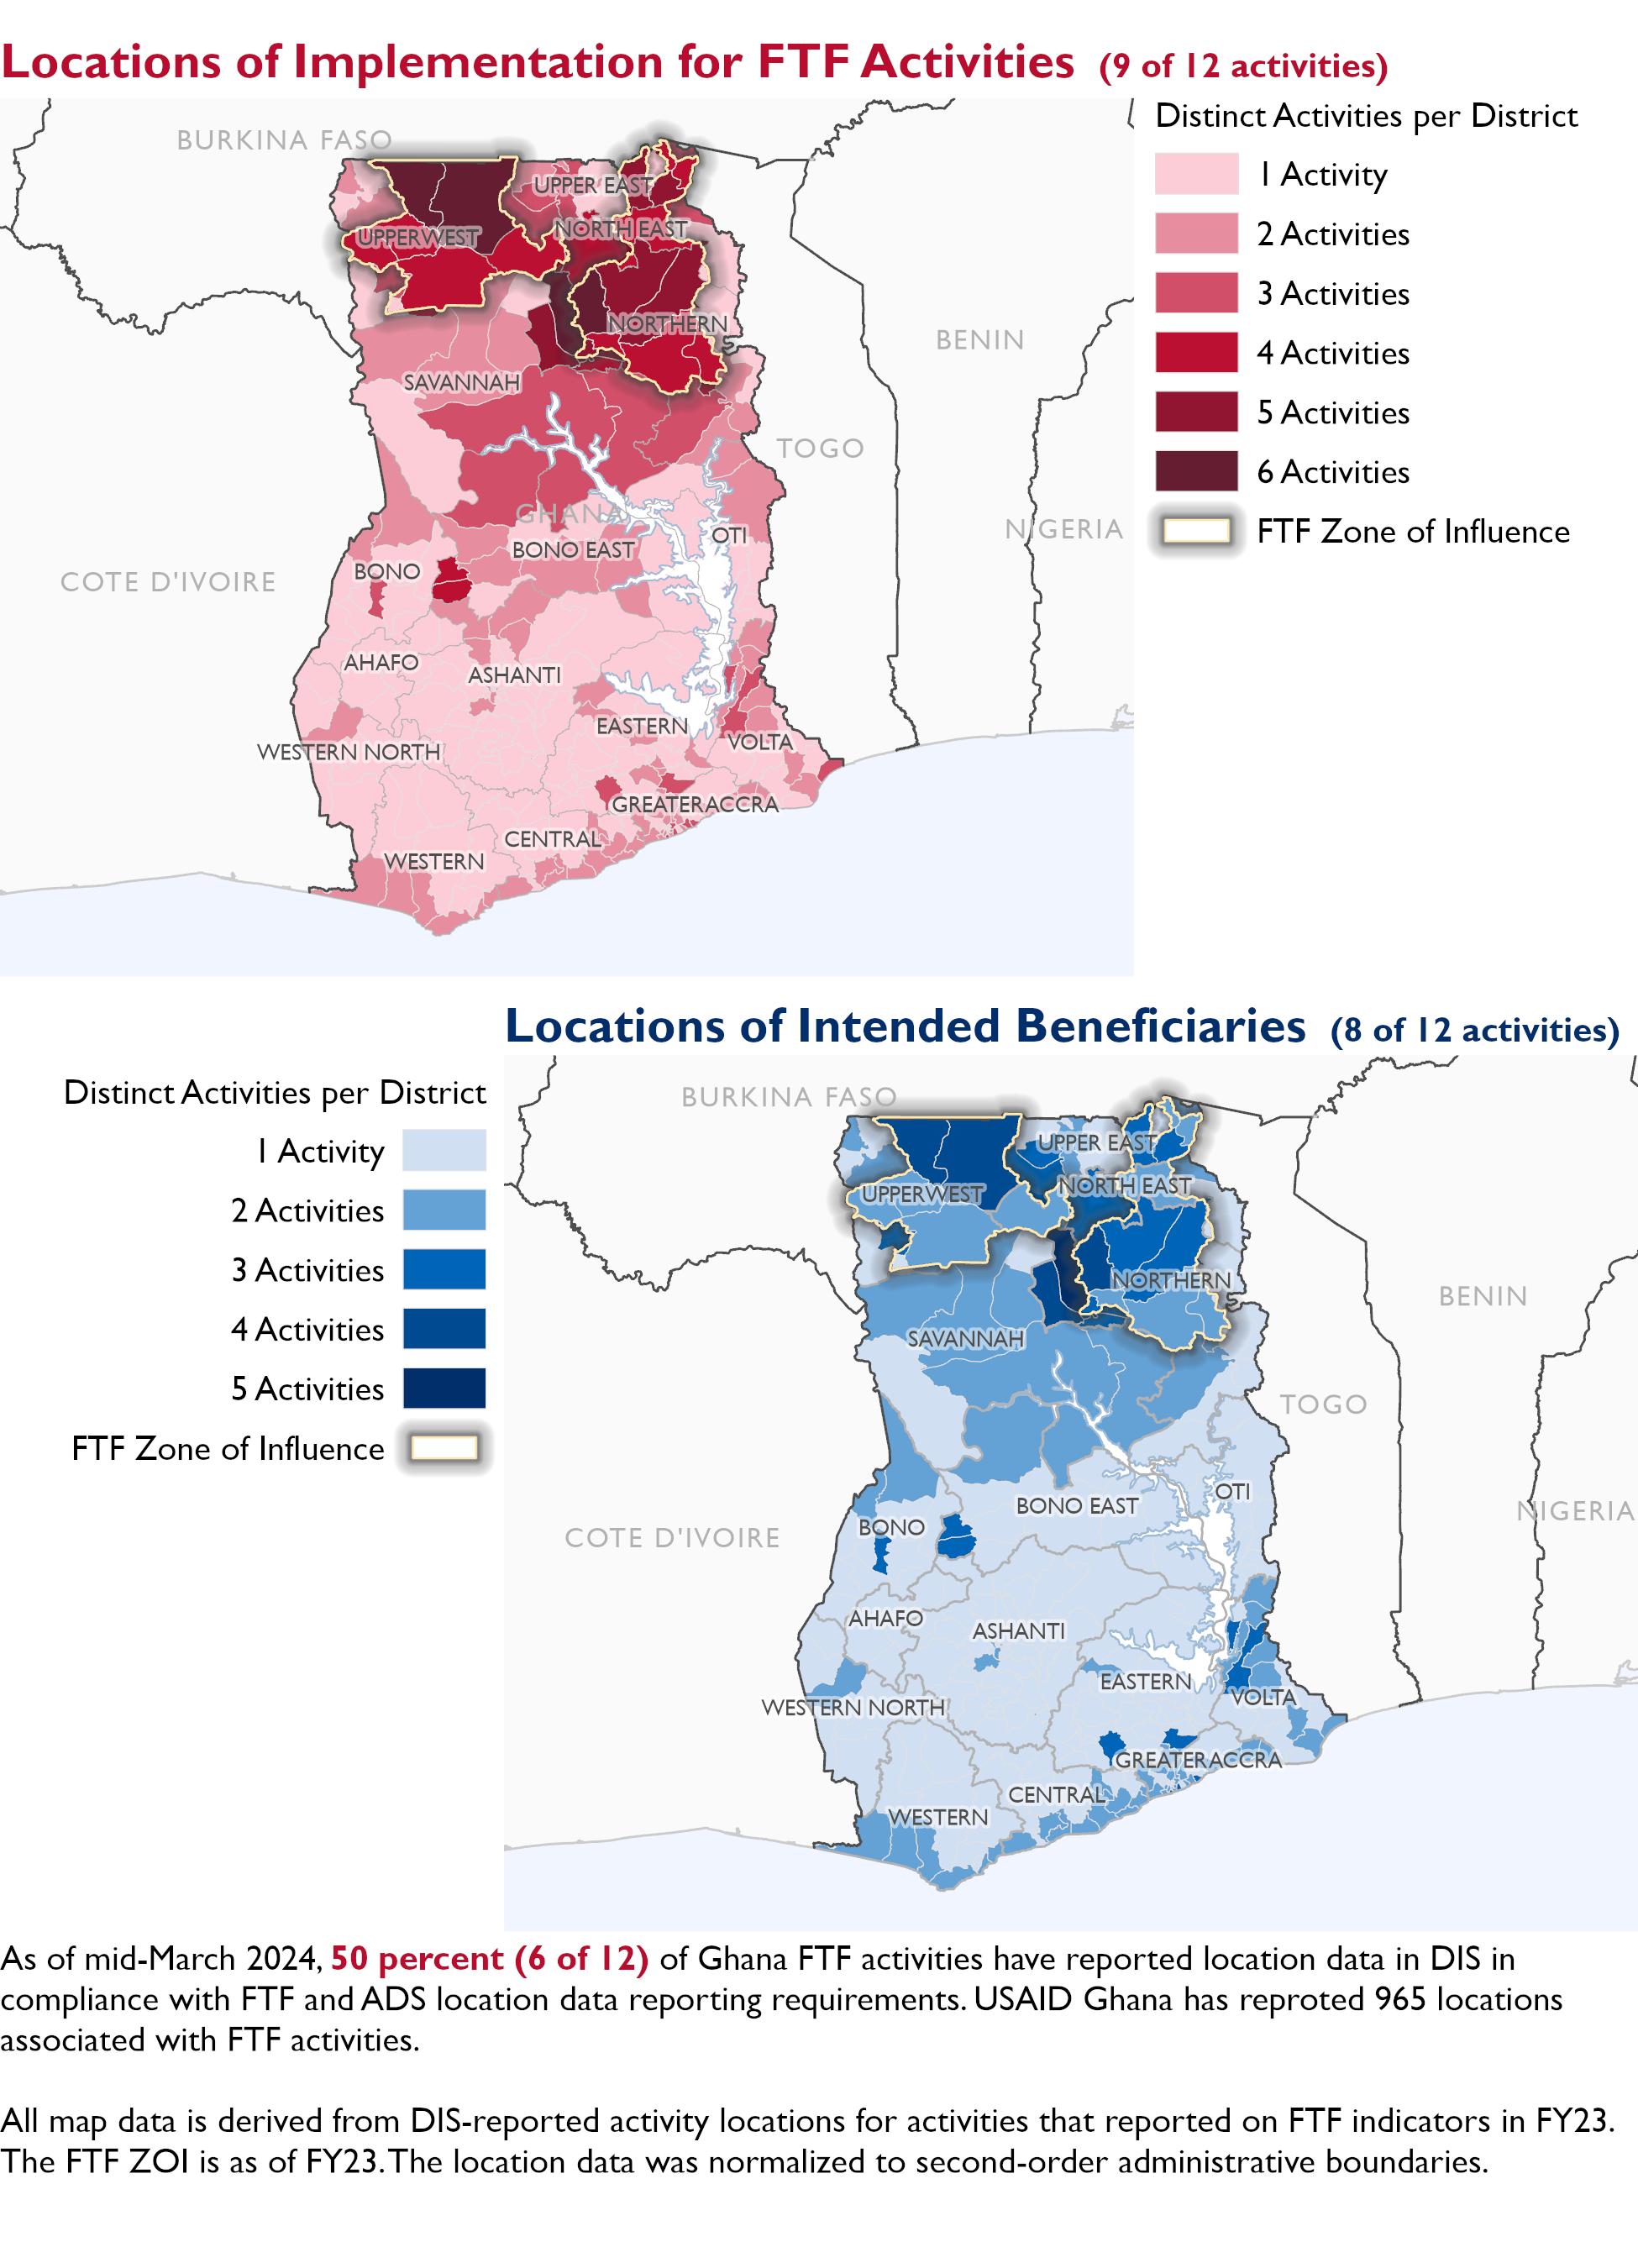 Locations of Implementation for FTF Activities (9 of 12 activities)
Distinct Activities per District
1 Activity
2 Activities
3 Activities
4 Activities
5 Activities
6 Activities
FTF Zone of Influence
BURKINA FASO
UPPER EAST
NORTH EAST
UPPER WEST
NORTHERN
BENIN
SAVANNAH
TOGO
GHANA
NIGERIA
OTI
BONO EAST
BONO
COTE D'IVOIRE
AHAFO
ASHANTI
EASTERN
VOLTA
WESTERN NORTH
GREATER ACCRA
CENTRAL
WESTERN
Locations of Intended Beneficiaries (8 of 12 activities)
Distinct Activities per District
1 Activity
2 Activities
3 Activities
4 Activities
5 Activities
FTF Zone of Influence
BURKINA FASO
UPPER EAST
NORTH EAST
UPPER WEST
NORTHERN
BENIN
SAVANNAH
TOGO
OTI
BONO EAST
NIGERIA
BONO
COTE D'IVOIRE
AHAFO
ASHANTI
EASTERN
VOLTA
WESTERN NORTH
GREATER ACCRA
CENTRAL
WESTERN
As of mid-March 2024, 50 percent (6 of 12) of Ghana FTF activities have reported location data in DIS in
compliance with FTF and ADS location data reporting requirements. USAID Ghana has reproted 965 locations
associated with FTF activities.
All map data is derived from DIS-reported activity locations for activities that reported on FTF indicators in FY23.
The FTF ZOI is as of FY23. The location data was normalized to second-order administrative boundaries.